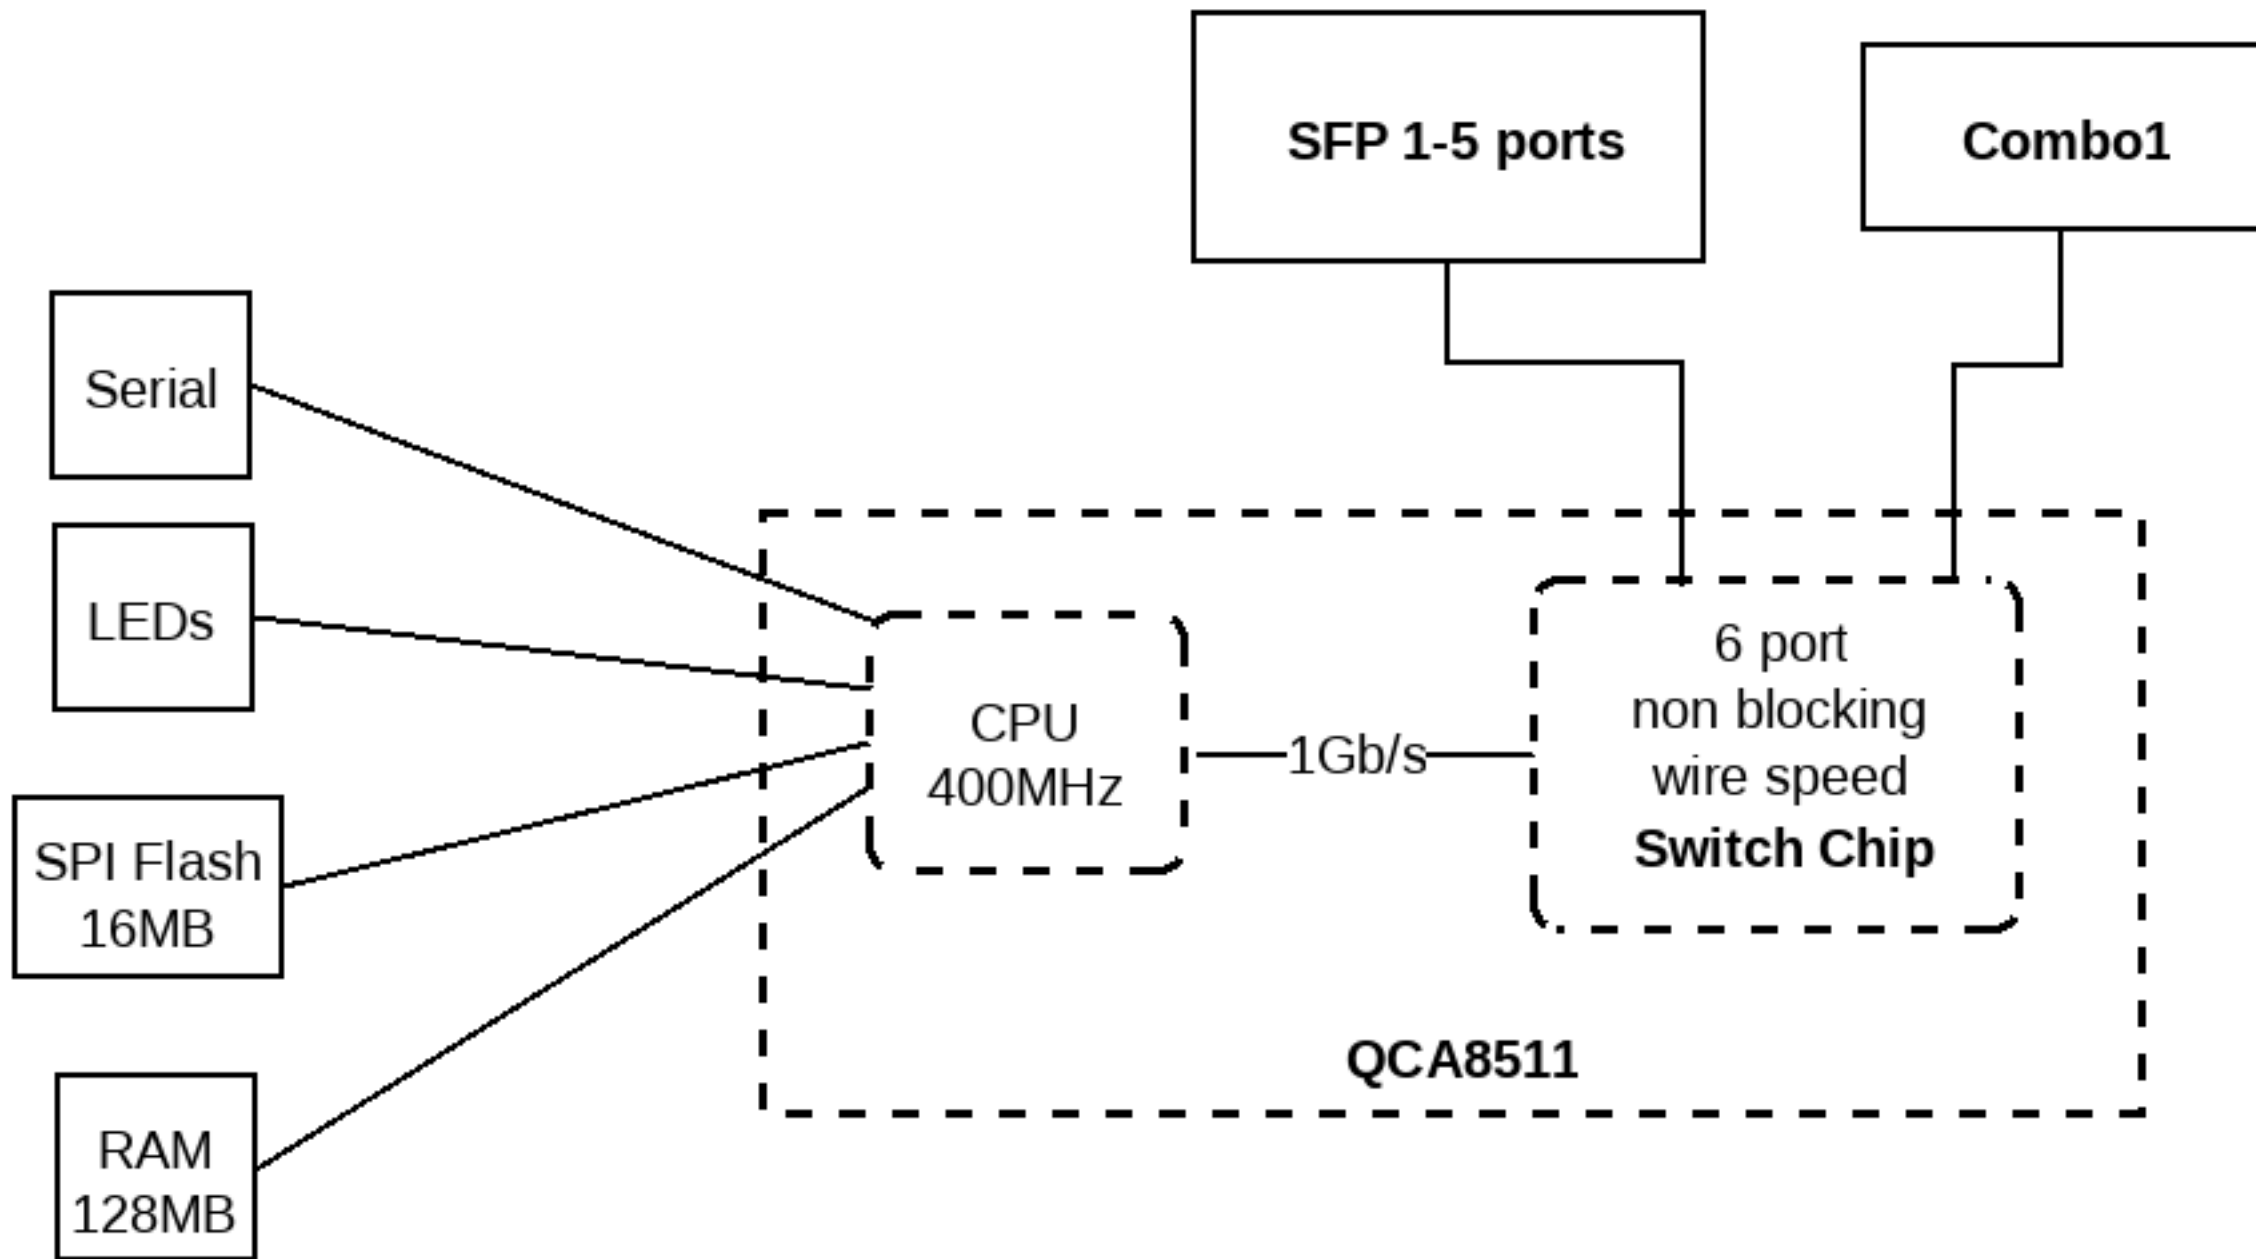 SFP 1-5 ports
Combo1
Serial
LEDs
SPI Flash
16MB
RAM
128MB
CPU
400MHz
1Gb/s
6 port
non blocking
wire speed
Switch Chip
QCA8511